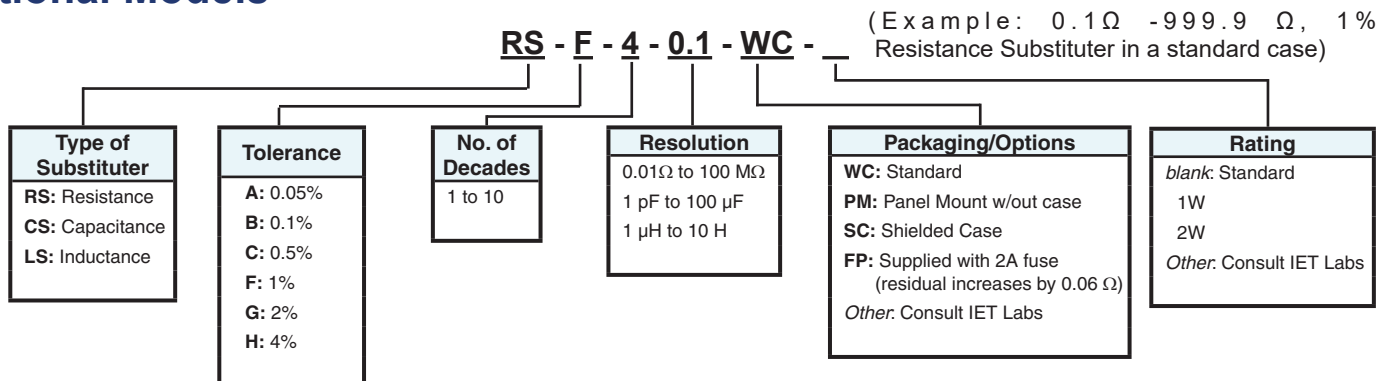 (Example: 0.1Ω -999.9 Ω, 1%
RS - F - 4 - 0.1 - WC - __ Resistance Substituter in a standard case)
Type of
Substituter
RS: Resistance
CS: Capacitance
LS: Inductance
Tolerance
A: 0.05%
B: 0.1%
C: 0.5%
F: 1%
G: 2%
H: 4%
No. of
Decades
1 to 10
Resolution
0.01Ω to 100 MΩ
1 pF to 100 µF
1 µH to 10 H
Packaging/Options
WC: Standard
PM: Panel Mount w/out case
SC: Shielded Case
FP: Supplied with 2A fuse
(residual increases by 0.06 Ω)
Other: Consult IET Labs
Rating
blank: Standard
1W
2W
Other: Consult IET Labs